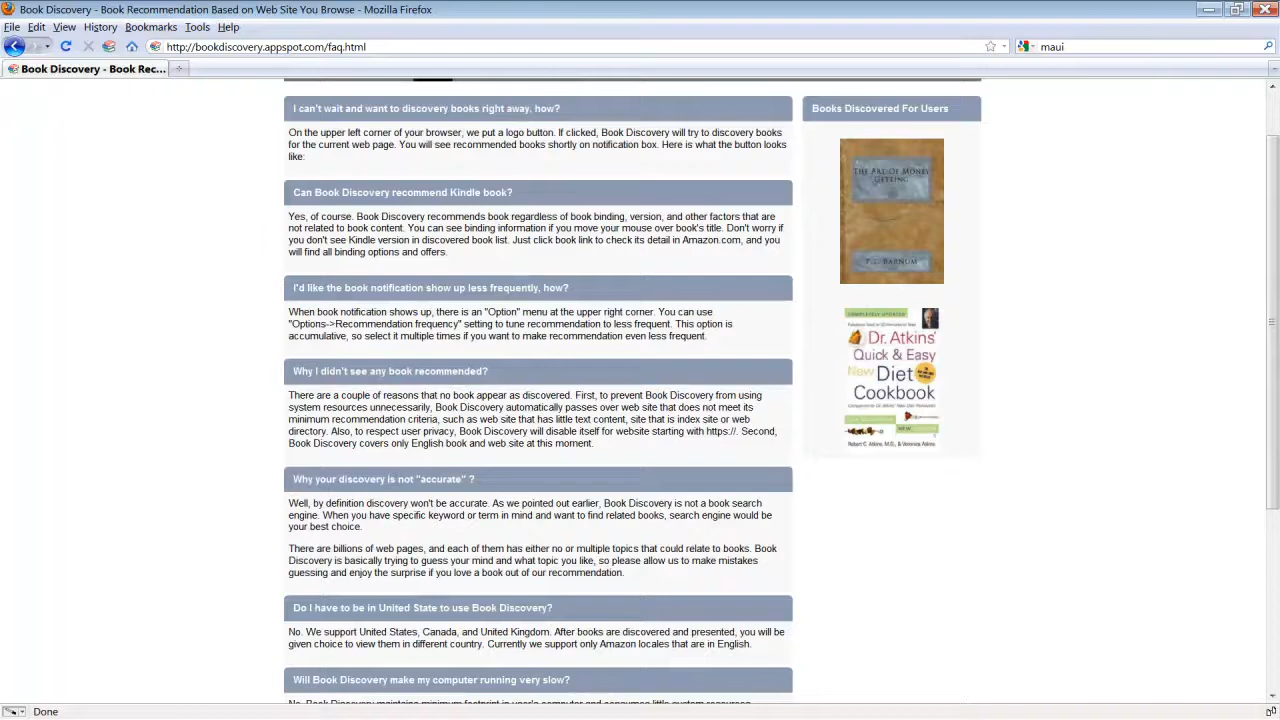 Book Discovery - Book Recommendation Based on Web Site You Browse - Mozilla Firefox
File Edit View History Bookmarks Tools Help
http://bookdiscovery.appspot.com/faq.html
maui
Book Discovery - Book Rec...
I can't wait and want to discovery books right away, how?
On the upper left corner of your browser, we put a logo button. If clicked, Book Discovery will try to discovery books
for the current web page. You will see recommended books shortly on notification box. Here is what the button looks
like:
Can Book Discovery recommend Kindle book?
Yes, of course. Book Discovery recommends book regardless of book binding, version, and other factors that are
not related to book content. You can see binding information if you move your mouse over book's title. Don't worry if
you don't see Kindle version in discovered book list. Just click book link to check its detail in Amazon.com, and you
will find all binding options and offers.
I'd like the book notification show up less frequently, how?
When book notification shows up, there is an "Option" menu at the upper right corner. You can use
"Options->Recommendation frequency" setting to tune recommendation to less frequent. This option is
accumulative, so select it multiple times if you want to make recommendation even less frequent.
Why I didn't see any book recommended?
There are a couple of reasons that no book appear as discovered. First, to prevent Book Discovery from using
system resources unnecessarily, Book Discovery automatically passes over web site that does not meet its
minimum recommendation criteria, such as web site that has little text content, site that is index site or web
directory. Also, to respect user privacy, Book Discovery will disable itself for website starting with https://. Second,
Book Discovery covers only English book and web site at this moment.
Why your discovery is not "accurate" ?
Well, by definition discovery won't be accurate. As we pointed out earlier, Book Discovery is not a book search
engine. When you have specific keyword or term in mind and want to find related books, search engine would be
your best choice.
There are billions of web pages, and each of them has either no or multiple topics that could relate to books. Book
Discovery is basically trying to guess your mind and what topic you like, so please allow us to make mistakes
guessing and enjoy the surprise if you love a book out of our recommendation.
Do I have to be in United State to use Book Discovery?
No. We support United States, Canada, and United Kingdom. After books are discovered and presented, you will be
given choice to view them in different country. Currently we support only Amazon locales that are in English.
Will Book Discovery make my computer running very slow?
No. Book Discovery maintains minimum footprint in user's computer and consumes little system resources.
Books Discovered For Users
THE ART OF MONEY
GETTING
P.T. BARNUM
COMPLETELY UPDATED
Dr. Atkins'
Quick & Easy
New Diet
Cookbook
NEW
Robert C. Atkins, M.D., & Veronica Atkins
Done